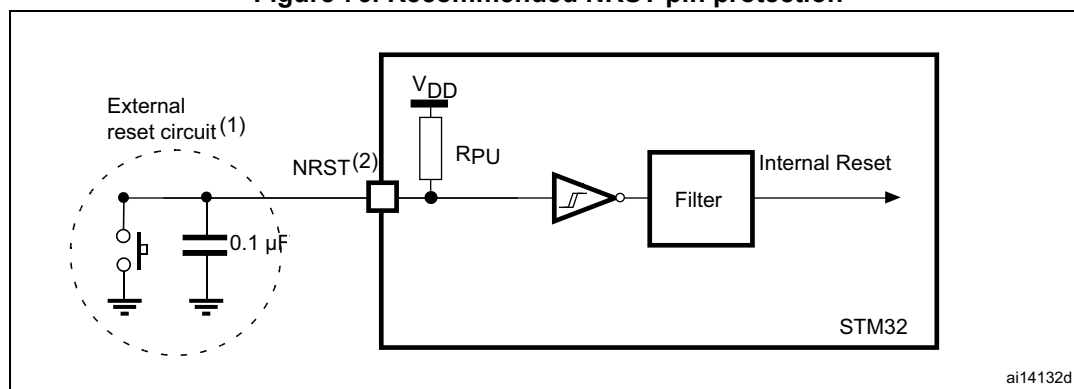 Figure 76. Recommended NRST pin protection
External
reset circuit(1)
VDD
RPU
NRST(2)
0.1 µF
Filter
Internal Reset
STM32
ai14132d